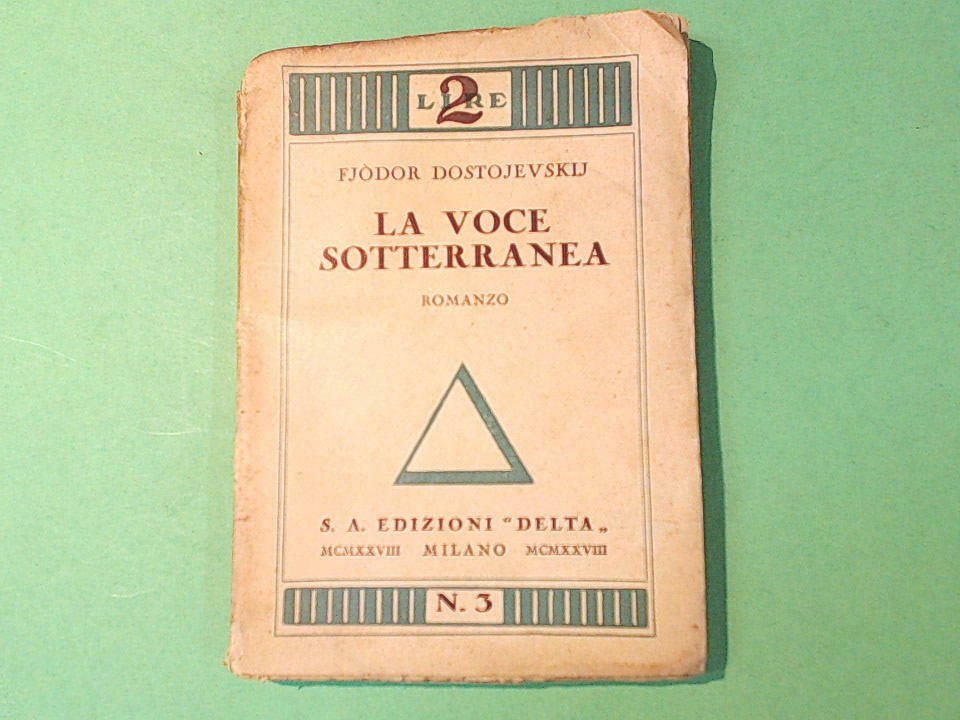 2
LIRE
FJÒDOR DOSTOJEVSKIJ
LA VOCE
SOTTERRANEA
ROMANZO
S. A. EDIZIONI "DELTA„
MCMXXVIII MILANO MCMXXVIII
N. 3